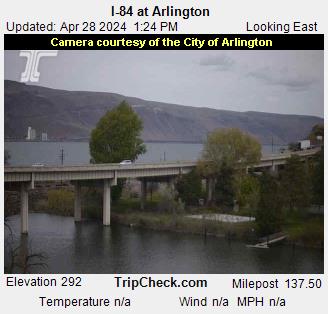 I-84 at Arlington
Updated: Apr 28 2024 1:24 PM Looking East
Camera courtesy of the City of Arlington
Elevation 292 TripCheck.com Milepost 137.50
Temperature n/a Wind n/a MPH n/a